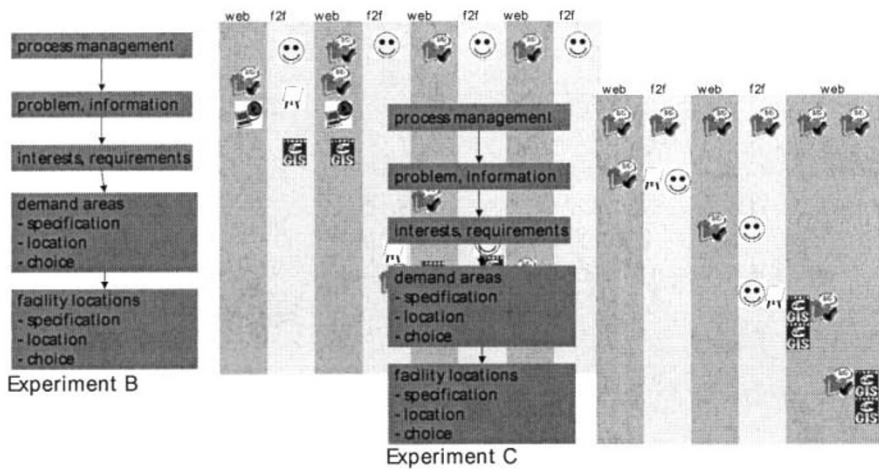 web f2f web f2f web f2f web f2f
process management
problem, information
interests, requirements
demand areas
- specification
- location
- choice
facility locations
- specification
- location
- choice
Experiment B
GIS GIS
web f2f web f2f web
process management
problem, information
interests, requirements
demand areas
- specification
- location
- choice
facility locations
- specification
- location
- choice
Experiment C
GIS
GIS
GIS
GIS